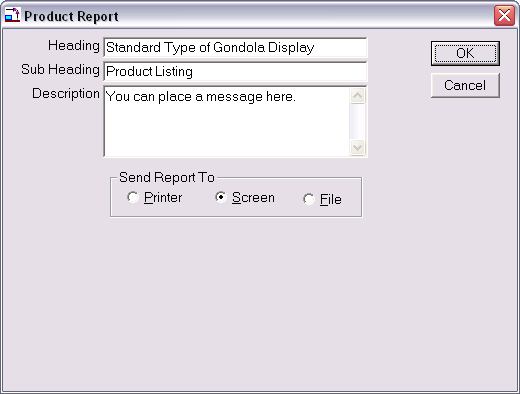 Product Report
Heading Standard Type of Gondola Display
OK
Sub Heading Product Listing
Cancel
Description You can place a message here.
Send Report To
Printer Screen File